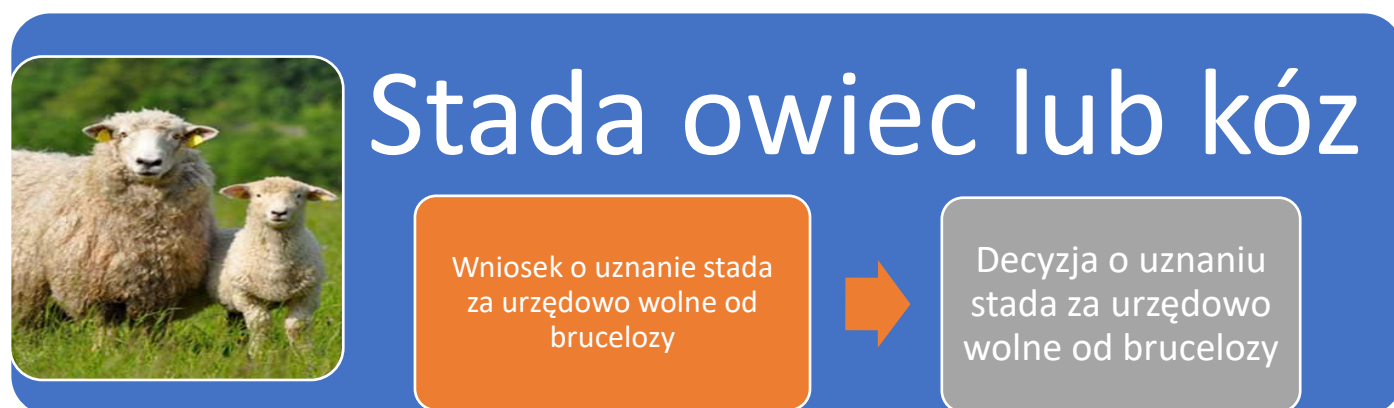 Stada owiec lub kóz
Wniosek o uznanie stada
za urzędowo wolne od
brucelozy
Decyzja o uznaniu
stada za urzędowo
wolne od brucelozy